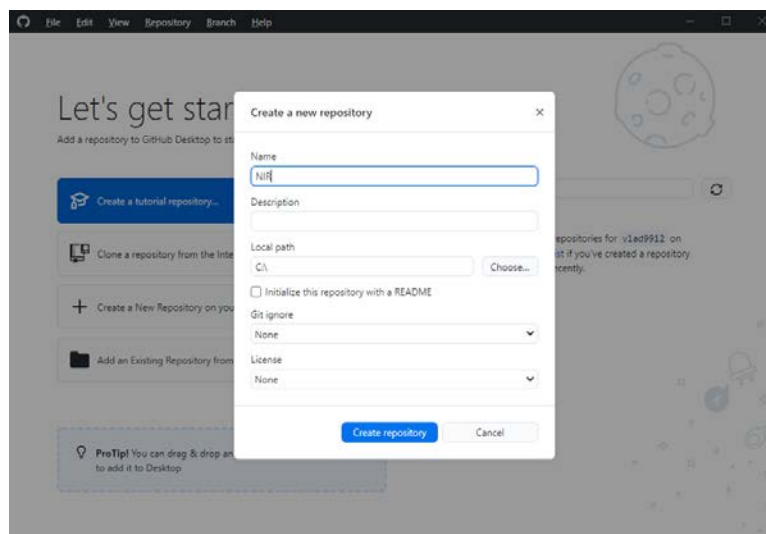 File Edit View Repository Branch Help
Let's get star
Add a repository to GitHub Desktop to st
Create a tutorial repository...
Clone a repository from the Inte
Create a New Repository on you
Add an Existing Repository from
ProTip! You can drag & drop an
to add it to Desktop
Create a new repository
Name
NIR
Description
Local path
C:\
Choose...
Initialize this repository with a README
Git ignore
None
License
None
Create repository
Cancel
epositories for v1ad9912 on
st if you've created a repository
ecently.